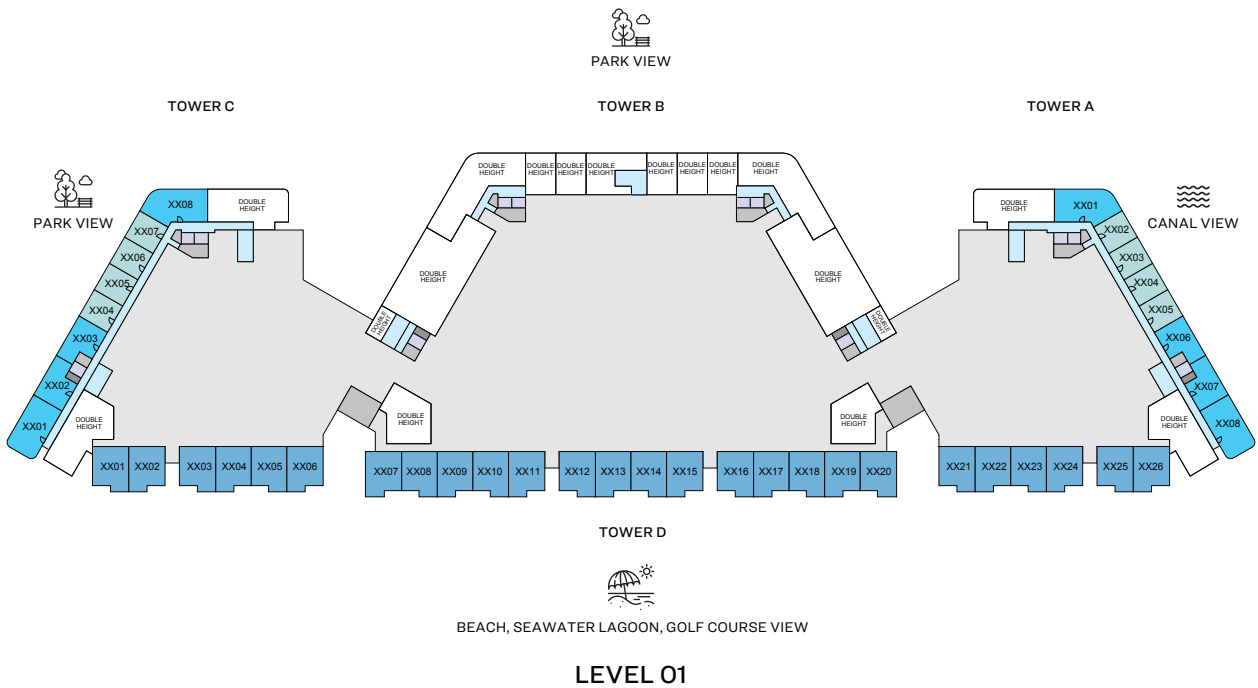 PARK VIEW
TOWER C
TOWER B
TOWER A
PARK VIEW
CANAL VIEW
XX08
DOUBLE
HEIGHT
XX07
XX06
XX05
XX04
XX03
XX02
XX01
DOUBLE
HEIGHT
DOUBLE
HEIGHT
DOUBLE
HEIGHT
DOUBLE
HEIGHT
DOUBLE
HEIGHT
DOUBLE
HEIGHT
DOUBLE
HEIGHT
DOUBLE
HEIGHT
DOUBLE
HEIGHT
DOUBLE
HEIGHT
DOUBLE
HEIGHT
DOUBLE
HEIGHT
DOUBLE
HEIGHT
DOUBLE
HEIGHT
DOUBLE
HEIGHT
XX01
XX02
XX03
XX04
XX05
XX06
XX07
XX08
DOUBLE
HEIGHT
DOUBLE
HEIGHT
DOUBLE
HEIGHT
XX01 XX02 XX03 XX04 XX05 XX06 XX07 XX08 XX09 XX10 XX11 XX12 XX13 XX14 XX15 XX16 XX17 XX18 XX19 XX20 XX21 XX22 XX23 XX24 XX25 XX26
TOWER D
BEACH, SEAWATER LAGOON, GOLF COURSE VIEW
LEVEL 01